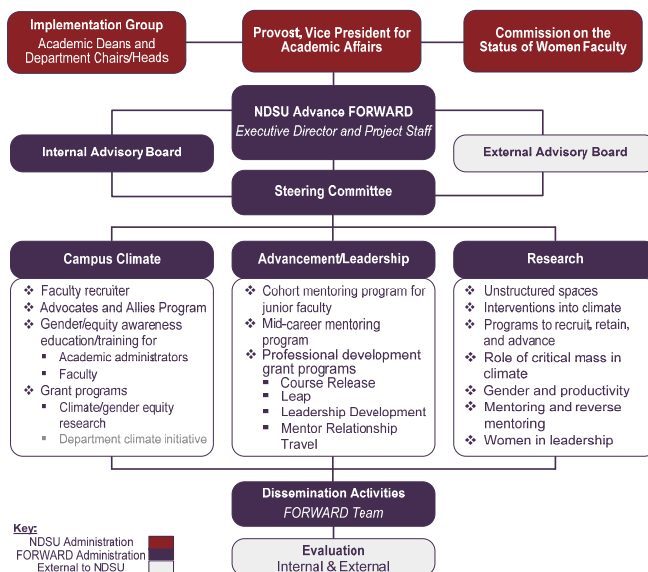 Implementation Group
Academic Deans and
Department Chairs/Heads
Provost, Vice President for
Academic Affairs
Commission on the
Status of Women Faculty
NDSU Advance FORWARD
Executive Director and Project Staff
Internal Advisory Board
External Advisory Board
Steering Committee
Campus Climate
❖ Faculty recruiter
❖ Advocates and Allies Program
❖ Gender/equity awareness
education/training for
▪ Academic administrators
▪ Faculty
❖ Grant programs
▪ Climate/gender equity
research
▪ Department climate initiative
Advancement/Leadership
❖ Cohort mentoring program for
junior faculty
❖ Mid-career mentoring
program
❖ Professional development
grant programs
▪ Course Release
▪ Leap
▪ Leadership Development
▪ Mentor Relationship
Travel
Research
❖ Unstructured spaces
❖ Interventions into climate
❖ Programs to recruit, retain,
and advance
❖ Role of critical mass in
climate
❖ Gender and productivity
❖ Mentoring and reverse
mentoring
❖ Women in leadership
Dissemination Activities
FORWARD Team
Evaluation
Internal & External
Key:
NDSU Administration
FORWARD Administration
External to NDSU